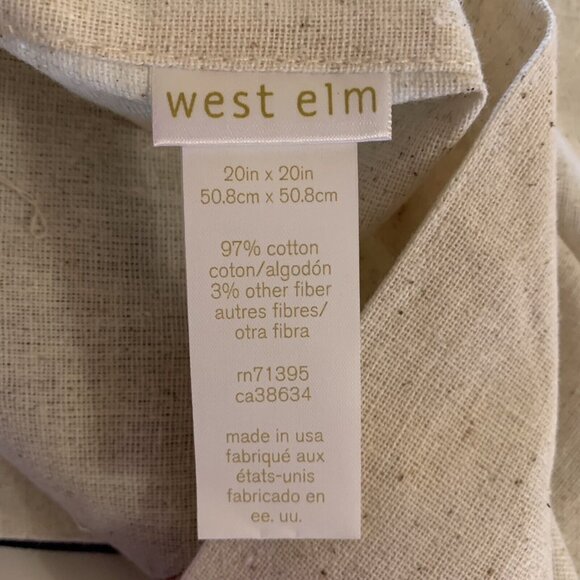 west elm
20in x 20in
50.8cm x 50.8cm
97% cotton
coton/algodón
3% other fiber
autres fibres/
otra fibra
rn71395
ca38634
made in usa
fabriqué aux
états-unis
fabricado en
ee. uu.